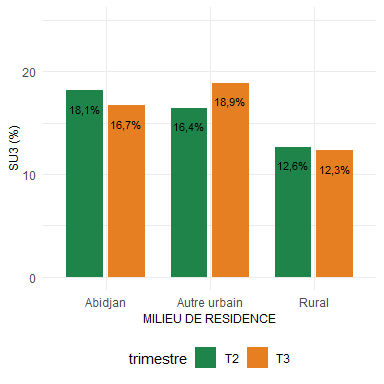 SU3 (%)
20
10
0
18,1%
16,7%
16,4%
18,9%
12,6%
12,3%
Abidjan
Autre urbain
Rural
MILIEU DE RESIDENCE
trimestre T2 T3